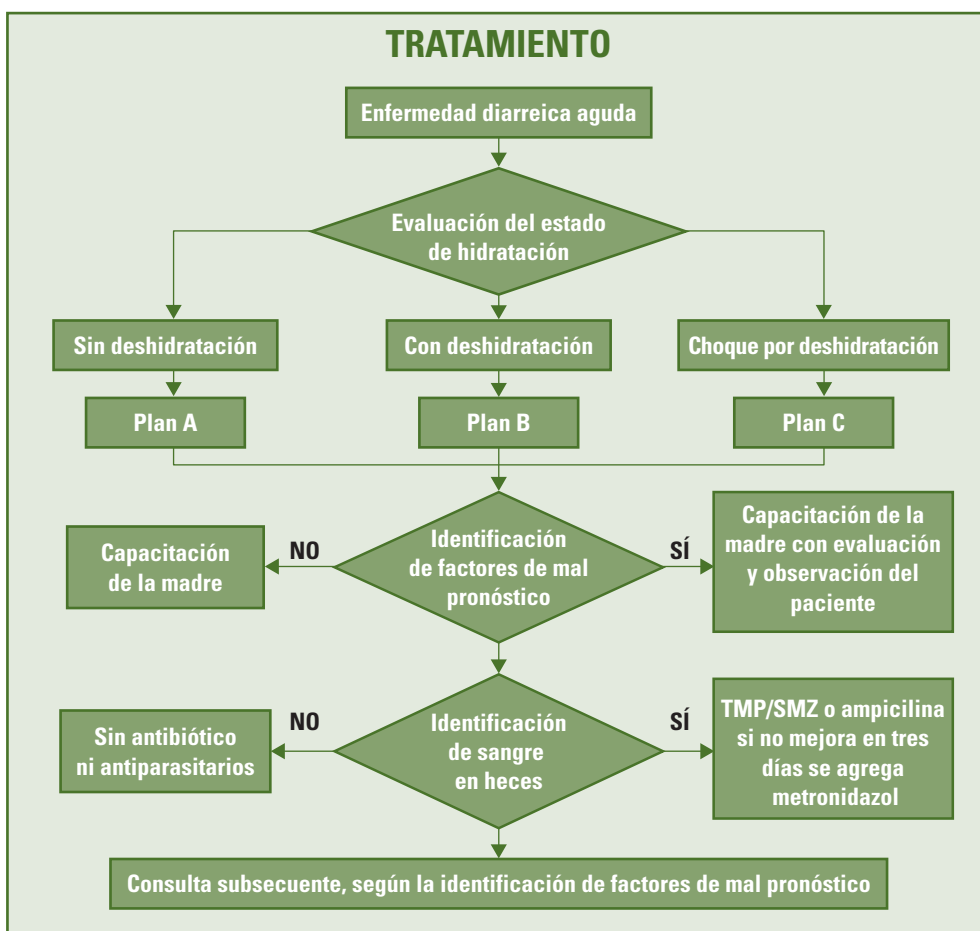 TRATAMIENTO
Enfermedad diarreica aguda
Evaluación del estado
de hidratación
Sin deshidratación
Con deshidratación
Choque por deshidratación
Plan A
Plan B
Plan C
Capacitación
de la madre
NO
Identificación
de factores de mal
pronóstico
SÍ
Capacitación de la
madre con evaluación
y observación del
paciente
Sin antibiótico
ni antiparasitarios
NO
Identificación
de sangre
en heces
SÍ
TMP/SMZ o ampicilina
si no mejora en tres
días se agrega
metronidazol
Consulta subsecuente, según la identificación de factores de mal pronóstico